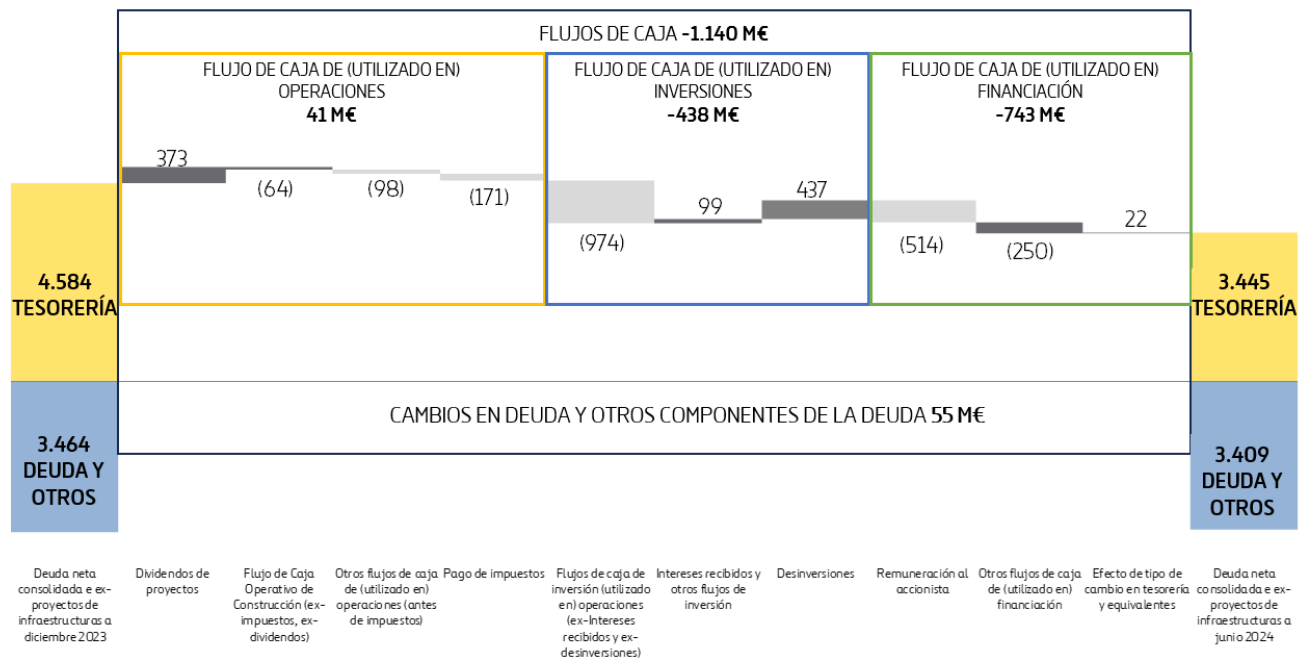 FLUJOS DE CAJA -1.140 M€
FLUJO DE CAJA DE (UTILIZADO EN)
OPERACIONES
41 M€
FLUJO DE CAJA DE (UTILIZADO EN)
INVERSIONES
-438 M€
FLUJO DE CAJA DE (UTILIZADO EN)
FINANCIACIÓN
-743 M€
373
(64)
(98)
(171)
(974)
99
437
(514)
(250)
22
4.584
TESORERÍA
3.445
TESORERÍA
CAMBIOS EN DEUDA Y OTROS COMPONENTES DE LA DEUDA 55 M€
3.464
DEUDA Y
OTROS
3.409
DEUDA Y
OTROS
Deuda neta
consolidada e ex-
proyectos de
infraestructuras a
diciembre 2023
Dividendos de
proyectos
Flujo de Caja
Operativo de
Construcción (ex-
impuestos, ex-
dividendos)
Otros flujos de caja
de (utilizado en)
operaciones (antes
de impuestos)
Pago de impuestos
Flujos de caja de
inversión (utilizado
en) operaciones
(ex-Intereses
recibidos y ex-
desinversiones)
Intereses recibidos y
otros flujos de
inversión
Desinversiones
Remuneración al
accionista
Otros flujos de caja
de (utilizado en)
financiación
Efecto de tipo de
cambio en tesorería
y equivalentes
Deuda neta
consolidada e ex-
proyectos de
infraestructuras a
junio 2024